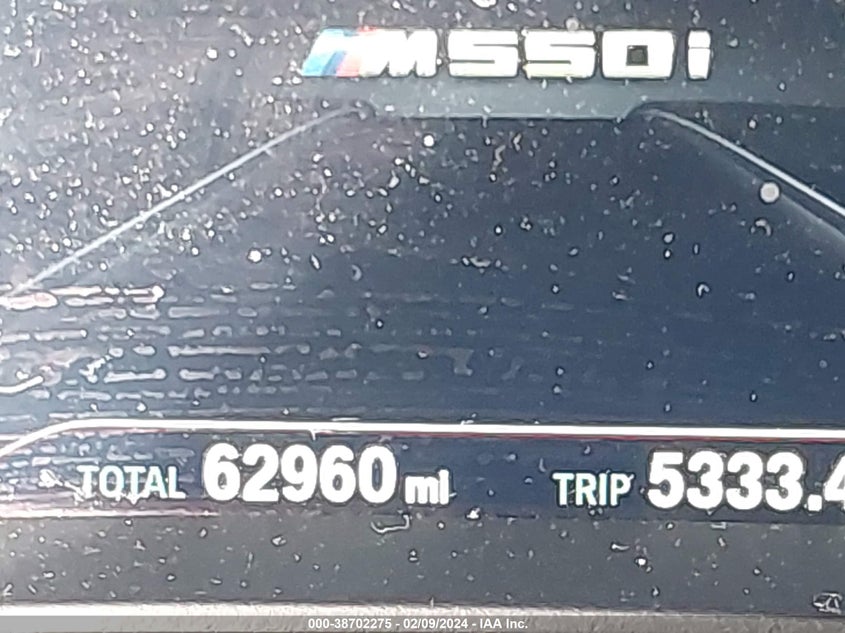 M550i
TOTAL 62960 mi TRIP 5333.4
000-38702275 - 02/09/2024 - IAA Inc.